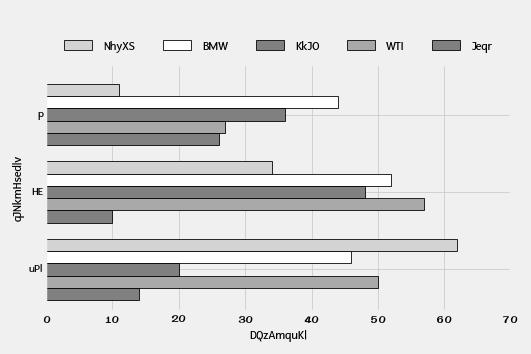 NhyXS BMW KkJO WTI Jeqr
p
HE
uPl
qJNkmHsedlv
0 10 20 30 40 50 60 70
DQzAmquKl